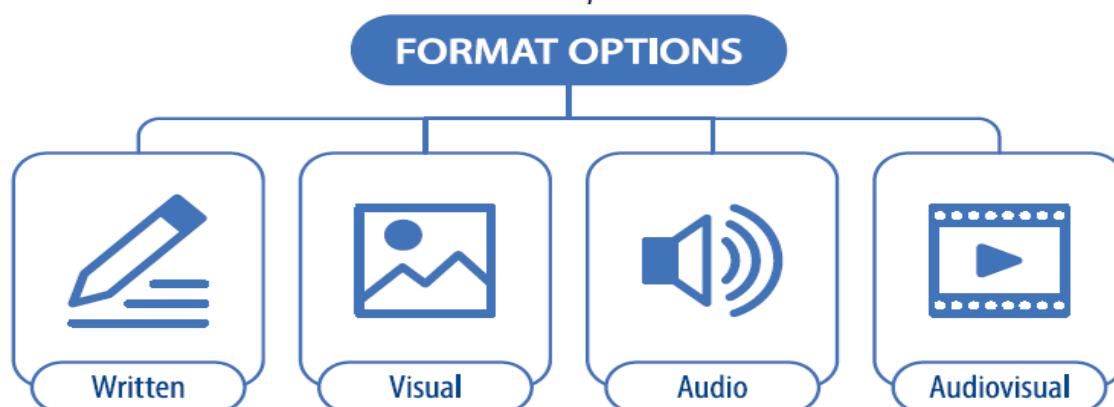 FORMAT OPTIONS
Written
Visual
Audio
Audiovisual